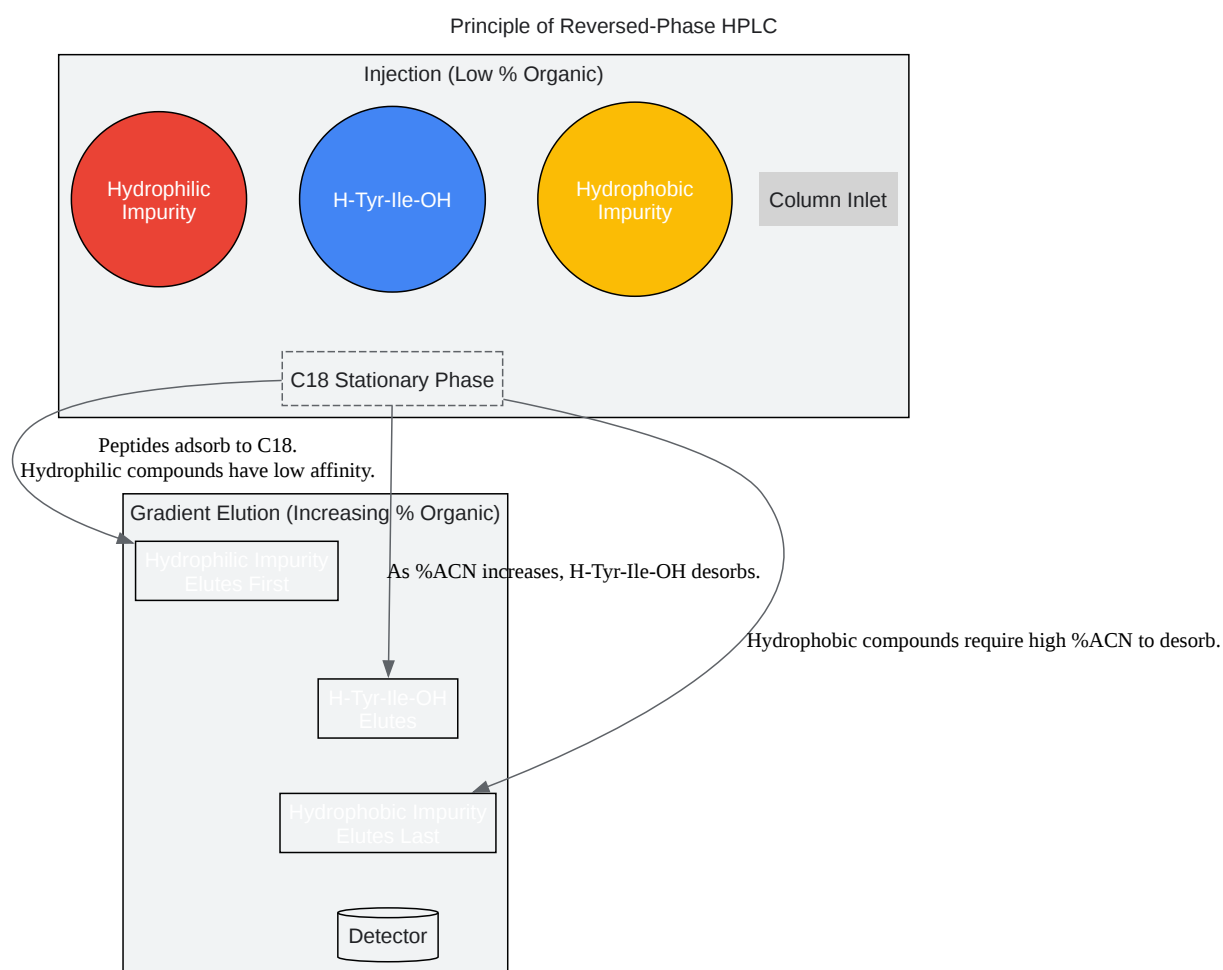 Principle of Reversed-Phase HPLC
Injection (Low % Organic)
Hydrophilic
Impurity
H-Tyr-Ile-OH
Hydrophobic
Impurity
Column Inlet
C18 Stationary Phase
Peptides adsorb to C18.
Hydrophilic compounds have low affinity.
Gradient Elution (Increasing % Organic)
Hydrophilic Impurity
Elutes First
As %ACN increases, H-Tyr-Ile-OH desorbs.
Hydrophobic compounds require high %ACN to desorb.
H-Tyr-Ile-OH
Elutes
Hydrophobic Impurity
Elutes Last
Detector